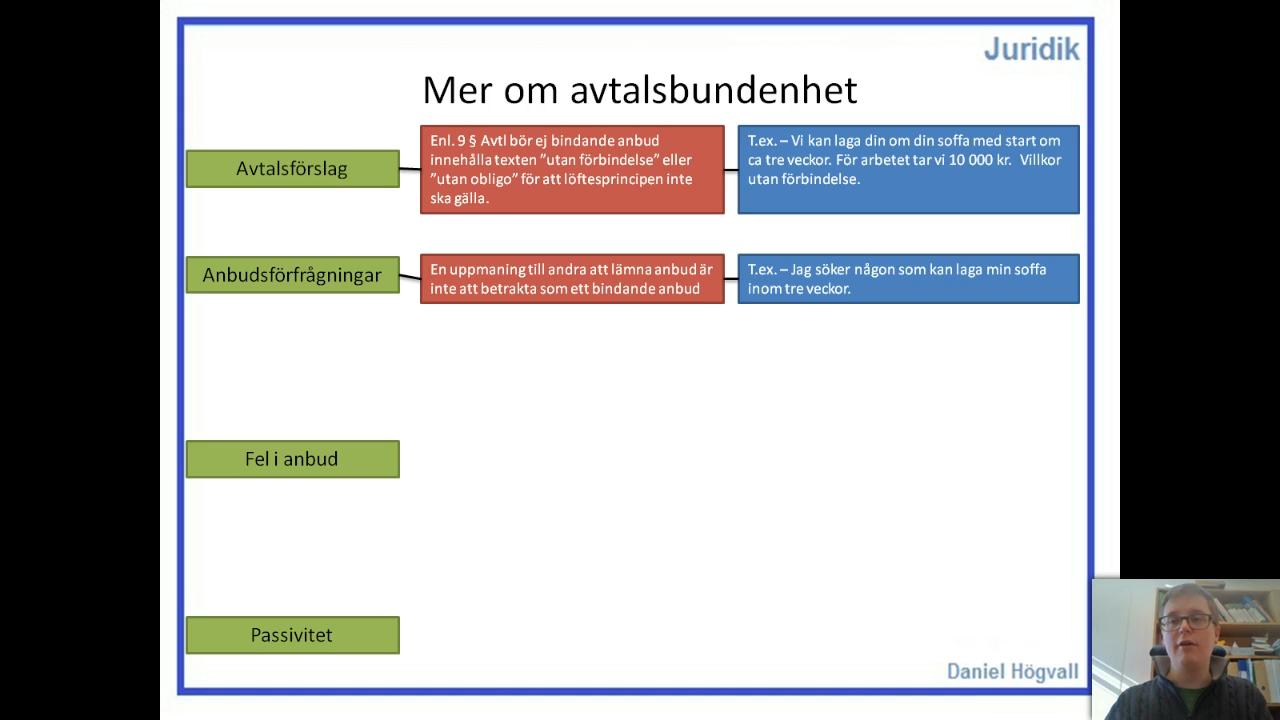 Juridik
Mer om avtalsbundenhet
Avtalsförslag
Enl. 9 § Avtl bör ej bindande anbud
innehålla texten ”utan förbindelse” eller
”utan obligo” för att löftesprincipen inte
ska gälla.
T.ex. – Vi kan laga din om din soffa med start om
ca tre veckor. För arbetet tar vi 10 000 kr.  Villkor
utan förbindelse.
Anbudsförfrågningar
En uppmaning till andra att lämna anbud är
inte att betrakta som ett bindande anbud
T.ex. – Jag söker någon som kan laga min soffa
inom tre veckor.
Fel i anbud
Passivitet
Daniel Högvall